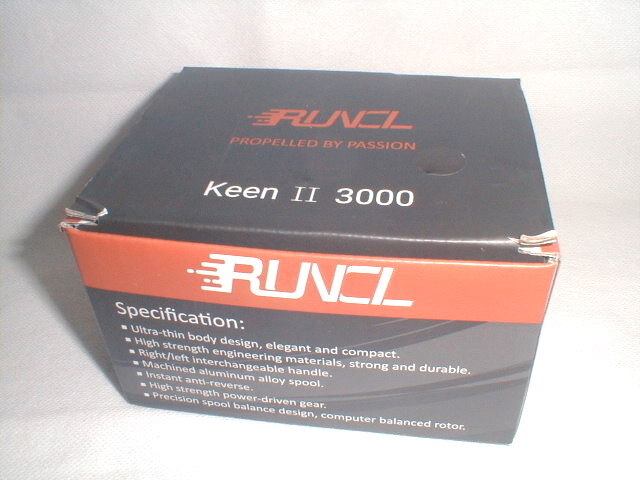 RUNCL
PROPELLED BY PASSION
Keen II 3000
RUNCL
Specification:
▪ Ultra-thin body design, elegant and compact.
▪ High strength engineering materials, strong and durable.
▪ Right/left interchangeable handle.
▪ Machined aluminum alloy spool.
▪ Instant anti-reverse.
▪ High strength power-driven gear.
▪ Precision spool balance design, computer balanced rotor.